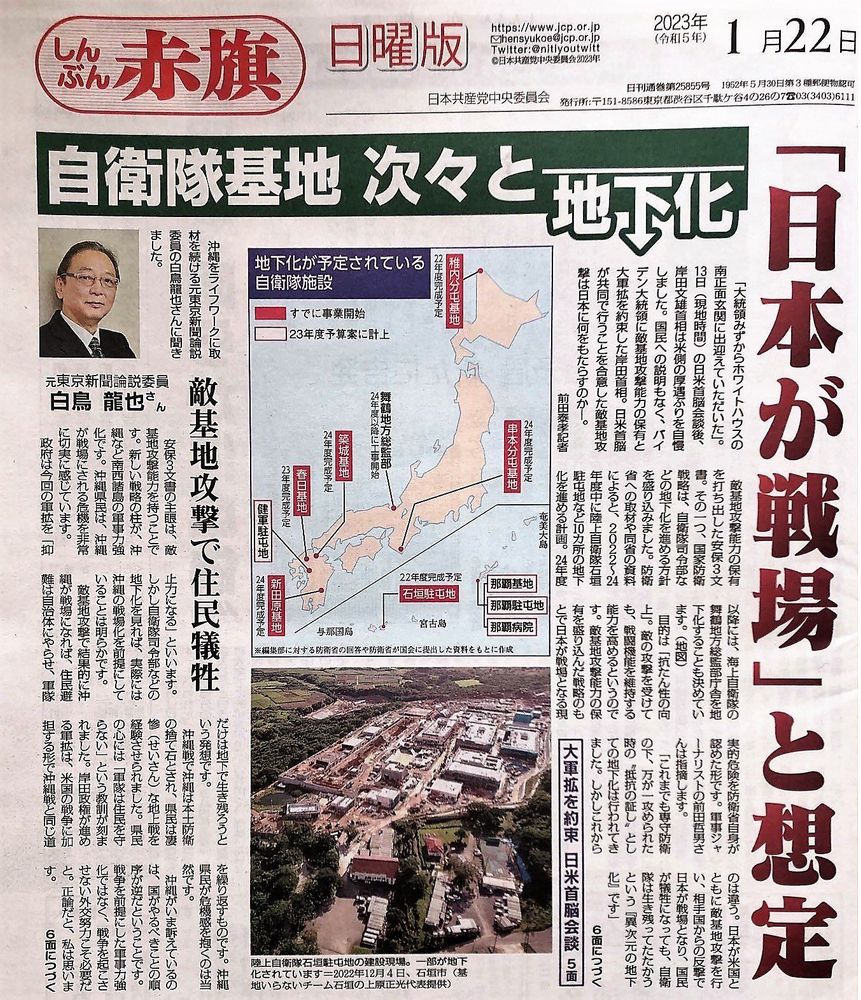 しんぶん赤旗
日曜版
https://www.jcp.or.jp
hensyukoe@jcp.or.jp
Twitter:@nitiyoutwitt
©日本共産党中央委員会2023年
2023年
(令和5年)
1月22日
日本共産党中央委員会
日刊通巻第25855号 1952年5月30日第3種郵便物認可
発行所:〒151-8586東京都渋谷区千駄ケ谷4の26の7☎03(3403)6111
「日本が戦場」と想定
自衛隊基地 次々と地下化
「大統領みずからホワイトハウスの
南正面玄関に出迎えていただいた」。
13日(現地時間)の日米首脳会談後、
岸田文雄首相は米側の厚遇ぶりを自慢
しました。国民への説明もなく、バイ
デン大統領に敵基地攻撃能力の保有と
大軍拡を約束した岸田首相。日米首脳
が共同で行うことを合意した敵基地攻
撃は日本に何をもたらすのか―。
前田泰孝記者
敵基地攻撃能力の保有
を打ち出した安保3文
書。その一つ、国家防衛
戦略は、自衛隊司令部な
どの地下化を進める方針
を盛り込みました。防衛
省への取材や同省の資料
によると、2022~24
年度中に陸上自衛隊石垣
駐屯地など10カ所の地下
化を進める計画。24年度
以降には、海上自衛隊の
舞鶴地方総監部庁舎を地
下化することも決めてい
ます。(地図)
目的は「抗たん性の向
上」。敵の攻撃を受けて
も、戦闘機能を維持する
能力を高めるというので
す。敵基地攻撃能力の保
有を盛り込んだ戦略のも
とで日本が戦場となる現
実的危険を防衛省自身が
認めた形です。軍事ジャ
ーナリストの前田哲男さ
んは指摘します。
「これまでも専守防衛
の下、万が一攻められた
時の〝抵抗の証し〟とし
ての地下化は行われてき
ました。しかしこれから
のは違う。日本が米国と
ともに敵基地攻撃を行
い、相手国からの反撃で
日本が戦場となり、国民
が犠牲になっても、自衛
隊は生き残ってたたかう
という『異次元の地下
化』です」
6面につづく
大軍拡を約束 日米首脳会談 5面
地下化が予定されている
自衛隊施設
すでに事業開始
23年度予算案に計上
稚内分屯基地
22年度完成予定
舞鶴地方総監部
24年度以降に工事開始
串本分屯基地
24年度完成予定
築城基地
24年度完成予定
春日基地
23年度完成予定
健軍駐屯地
新田原基地
24年度完成予定
奄美大島
22年度完成予定
石垣駐屯地
那覇基地
那覇駐屯地
那覇病院
宮古島
与那国島
※編集部に対する防衛省の回答や防衛省が国会に提出した資料をもとに作成
陸上自衛隊石垣駐屯地の建設現場。一部が地下
化されています=2022年12月4日、石垣市(基
地いらないチーム石垣の上原正光代表提供)
沖縄をライフワークに取
材を続ける元東京新聞論説
委員の白鳥龍也さんに聞き
ました。
元東京新聞論説委員
白鳥 龍也さん
敵基地攻撃で住民犠牲
安保3文書の主眼は、敵
基地攻撃能力を持つことで
す。新しい戦略の柱が、沖
縄など南西諸島の軍事力強
化です。沖縄県民は、沖縄
が戦場にされる危機を非常
に切実に感じています。
政府は今回の軍拡を「抑
止力になる」といいます。
しかし自衛隊司令部などの
地下化を見れば、実際には
沖縄の戦場化を前提にして
いることは明らかです。
敵基地攻撃で結果的に沖
縄が戦場になれば、住民避
難は自治体にやらせ、軍隊
だけは地下で生き残ろうと
いう発想です。
沖縄戦で沖縄は本土防衛
の捨て石とされ、県民は凄
惨(せいさん)な地上戦を
経験させられました。県民
の心には「軍隊は住民を守
らない」という教訓が刻ま
れました。岸田政権が進め
る軍拡は、米国の戦争に加
担する形で沖縄戦と同じ道
を繰り返すものです。沖縄
県民が危機感を抱くのは当
然です。
沖縄がいま訴えているの
は、国がやるべきことの順
序が逆だということです。
戦争を前提にした軍事力強
化ではなく、戦争を起こさ
せない外交努力こそ必要だ
と。正論だと、私は思いま
す。
6面につづく